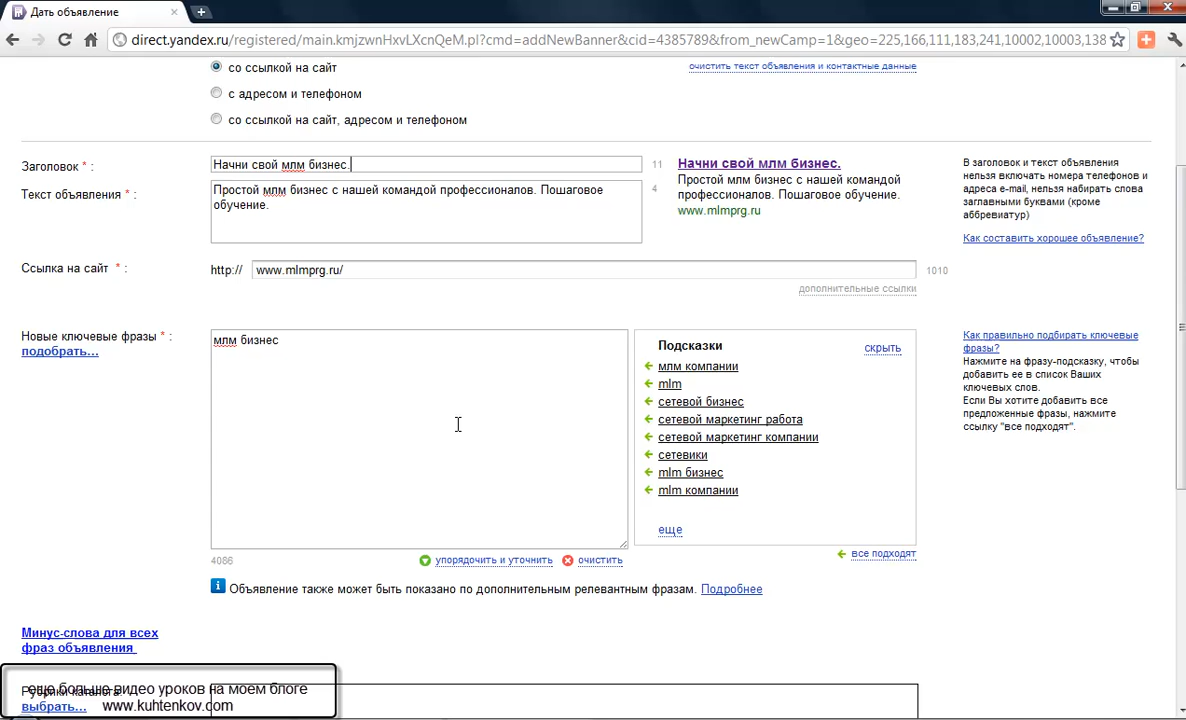 Дать объявление
direct.yandex.ru/registered/main.kmjzwnHxvLXcnQeM.pl?cmd=addNewBanner&cid=4385789&from_newCamp=1&geo=225,166,111,183,241,10002,10003,138
со ссылкой на сайт
очистить текст объявления и контактные данные
с адресом и телефоном
со ссылкой на сайт, адресом и телефоном
Заголовок * :
Начни свой млм бизнес.
11
Текст объявления * :
Простой млм бизнес с нашей командой профессионалов. Пошаговое
обучение.
4
Начни свой млм бизнес.
Простой млм бизнес с нашей командой
профессионалов. Пошаговое обучение.
www.mlmprg.ru
В заголовок и текст объявления
нельзя включать номера телефонов и
адреса e-mail, нельзя набирать слова
заглавными буквами (кроме
аббревиатур)
Как составить хорошее объявление?
Ссылка на сайт * :
http://
www.mlmprg.ru/
1010
дополнительные ссылки
Новые ключевые фразы * :
подобрать...
млм бизнес
Подсказки
скрыть
млм компании
mlm
сетевой бизнес
сетевой маркетинг работа
сетевой маркетинг компании
сетевики
mlm бизнес
mlm компании
еще
Как правильно подбирать ключевые
фразы?
Нажмите на фразу-подсказку, чтобы
добавить ее в список Ваших
ключевых слов.
Если Вы хотите добавить все
предложенные фразы, нажмите
ссылку "все подходят".
4086
упорядочить и уточнить
очистить
все подходят
Объявление также может быть показано по дополнительным релевантным фразам. Подробнее
Минус-слова для всех
фраз объявления
Рубрики каталога:
выбрать...
еще больше видео уроков на моем блоге
www.kuhtenkov.com